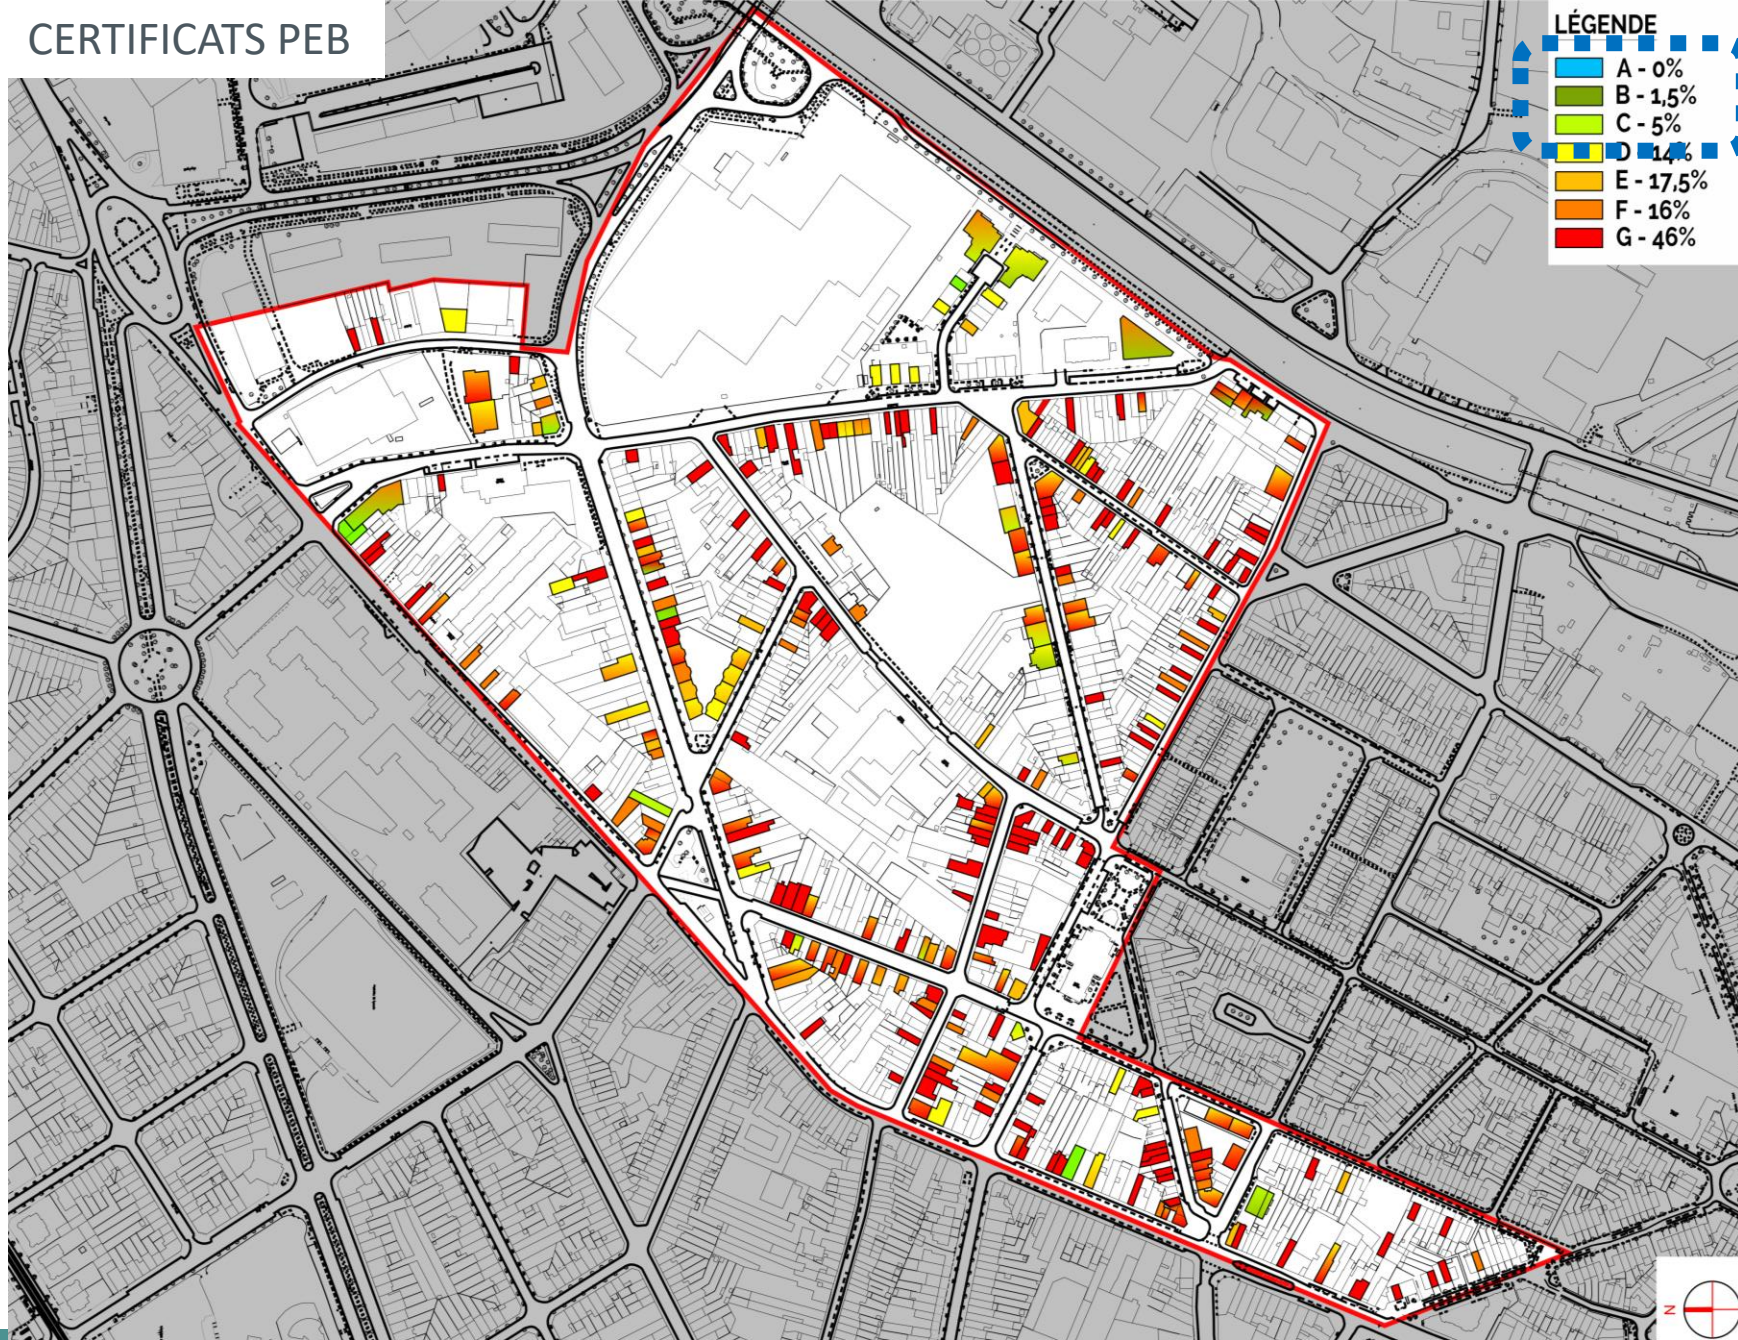 CERTIFICATS PEB
LÉGENDE
A - 0%
B - 1,5%
C - 5%
D - 14%
E - 17,5%
F - 16%
G - 46%
N